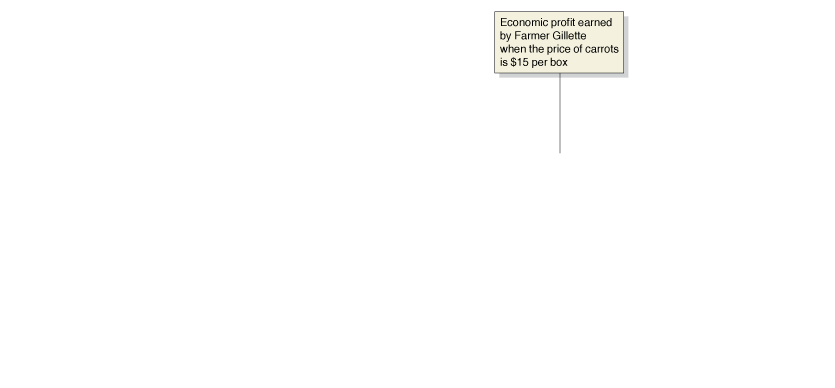 Economic profit earned
by Farmer Gillette
when the price of carrots
is $15 per box